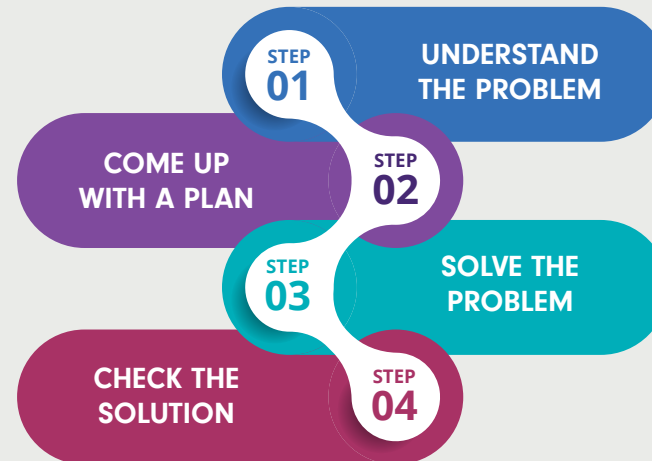 STEP
01
UNDERSTAND
THE PROBLEM
COME UP
WITH A PLAN
STEP
02
STEP
03
SOLVE THE
PROBLEM
CHECK THE
SOLUTION
STEP
04